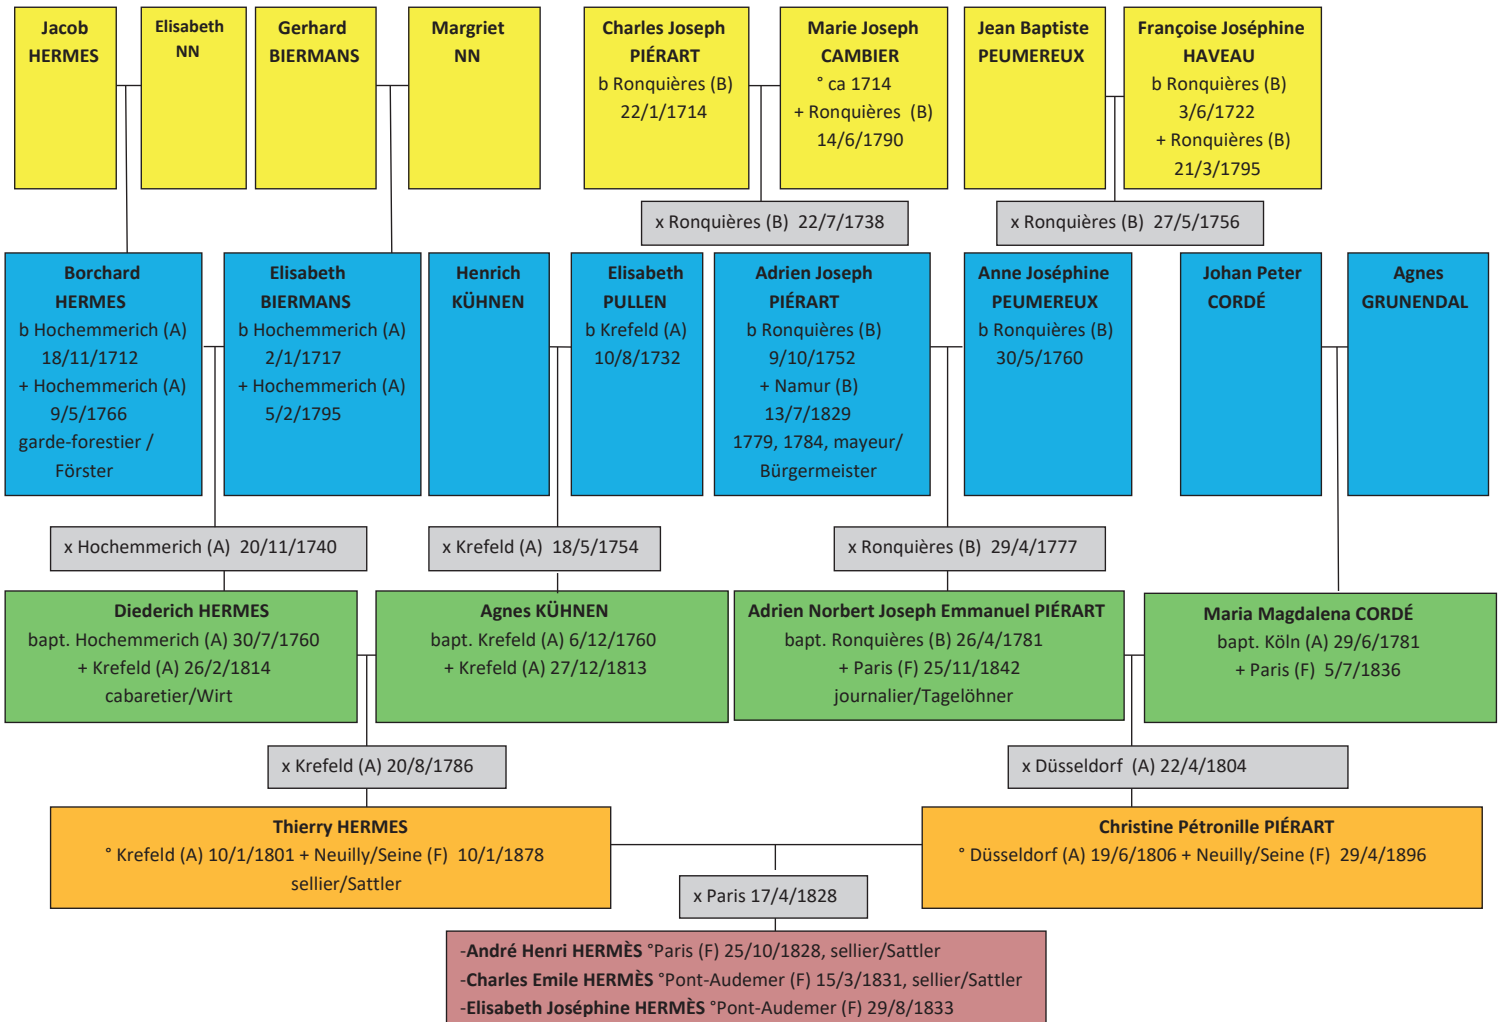 Jacob
HERMES
Elisabeth
NN
Gerhard
BIERMANS
Margriet
NN
Charles Joseph
PIÉRART
b Ronquières (B)
22/1/1714
Marie Joseph
CAMBIER
° ca 1714
+ Ronquières (B)
14/6/1790
Jean Baptiste
PEUMEREUX
Françoise Joséphine
HAVEAU
b Ronquières (B)
3/6/1722
+ Ronquières (B)
21/3/1795
x Ronquières (B) 22/7/1738
x Ronquières (B) 27/5/1756
Borchard
HERMES
b Hochemmerich (A)
18/11/1712
+ Hochemmerich (A)
9/5/1766
garde-forestier /
Förster
Elisabeth
BIERMANS
b Hochemmerich (A)
2/1/1717
+ Hochemmerich (A)
5/2/1795
Henrich
KÜHNEN
Elisabeth
PULLEN
b Krefeld (A)
10/8/1732
Adrien Joseph
PIÉRART
b Ronquières (B)
9/10/1752
+ Namur (B)
13/7/1829
1779, 1784, mayeur/
Bürgermeister
Anne Joséphine
PEUMEREUX
b Ronquières (B)
30/5/1760
Johan Peter
CORDÉ
Agnes
GRUNENDAL
x Hochemmerich (A) 20/11/1740
x Krefeld (A) 18/5/1754
x Ronquières (B) 29/4/1777
Diederich HERMES
bapt. Hochemmerich (A) 30/7/1760
+ Krefeld (A) 26/2/1814
cabaretier/Wirt
Agnes KÜHNEN
bapt. Krefeld (A) 6/12/1760
+ Krefeld (A) 27/12/1813
Adrien Norbert Joseph Emmanuel PIÉRART
bapt. Ronquières (B) 26/4/1781
+ Paris (F) 25/11/1842
journalier/Tagelöhner
Maria Magdalena CORDÉ
bapt. Köln (A) 29/6/1781
+ Paris (F) 5/7/1836
x Krefeld (A) 20/8/1786
x Düsseldorf (A) 22/4/1804
Thierry HERMES
° Krefeld (A) 10/1/1801 + Neuilly/Seine (F) 10/1/1878
sellier/Sattler
Christine Pétronille PIÉRART
° Düsseldorf (A) 19/6/1806 + Neuilly/Seine (F) 29/4/1896
x Paris 17/4/1828
-André Henri HERMÈS °Paris (F) 25/10/1828, sellier/Sattler
-Charles Emile HERMÈS °Pont-Audemer (F) 15/3/1831, sellier/Sattler
-Elisabeth Joséphine HERMÈS °Pont-Audemer (F) 29/8/1833